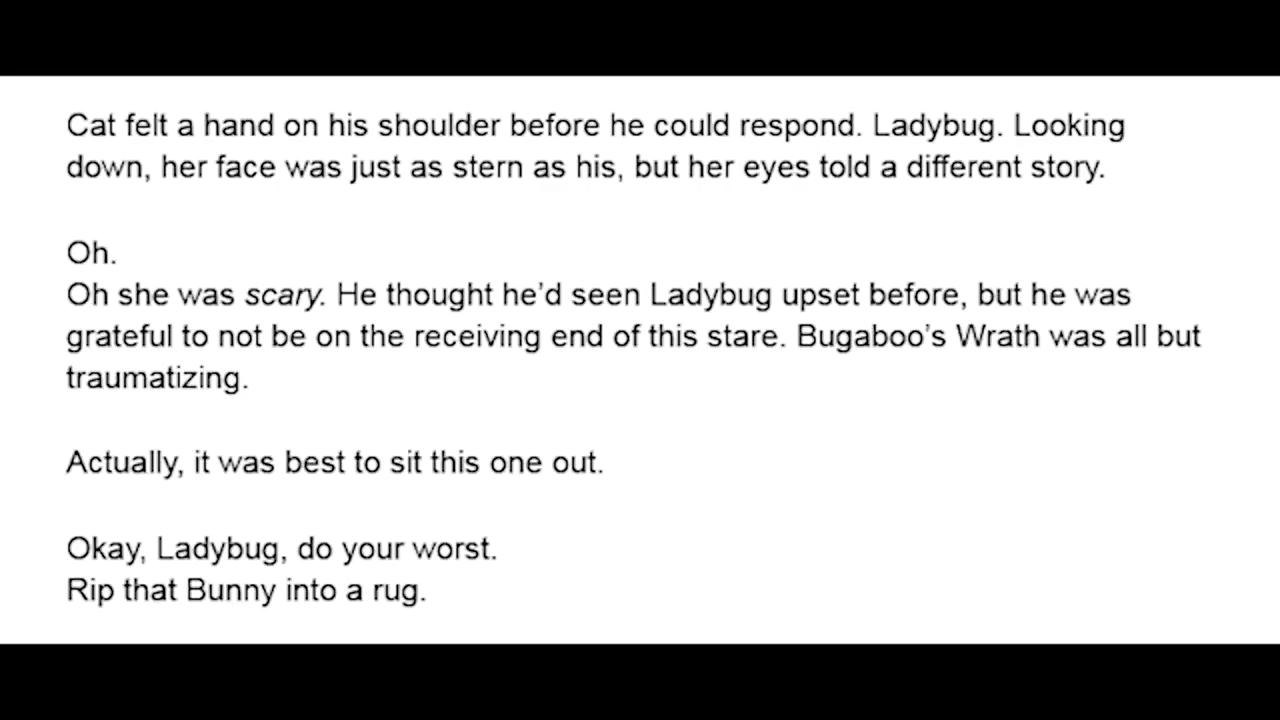 Cat felt a hand on his shoulder before he could respond. Ladybug. Looking
down, her face was just as stern as his, but her eyes told a different story.
Oh.
Oh she was scary. He thought he’d seen Ladybug upset before, but he was
grateful to not be on the receiving end of this stare. Bugaboo’s Wrath was all but
traumatizing.
Actually, it was best to sit this one out.
Okay, Ladybug, do your worst.
Rip that Bunny into a rug.